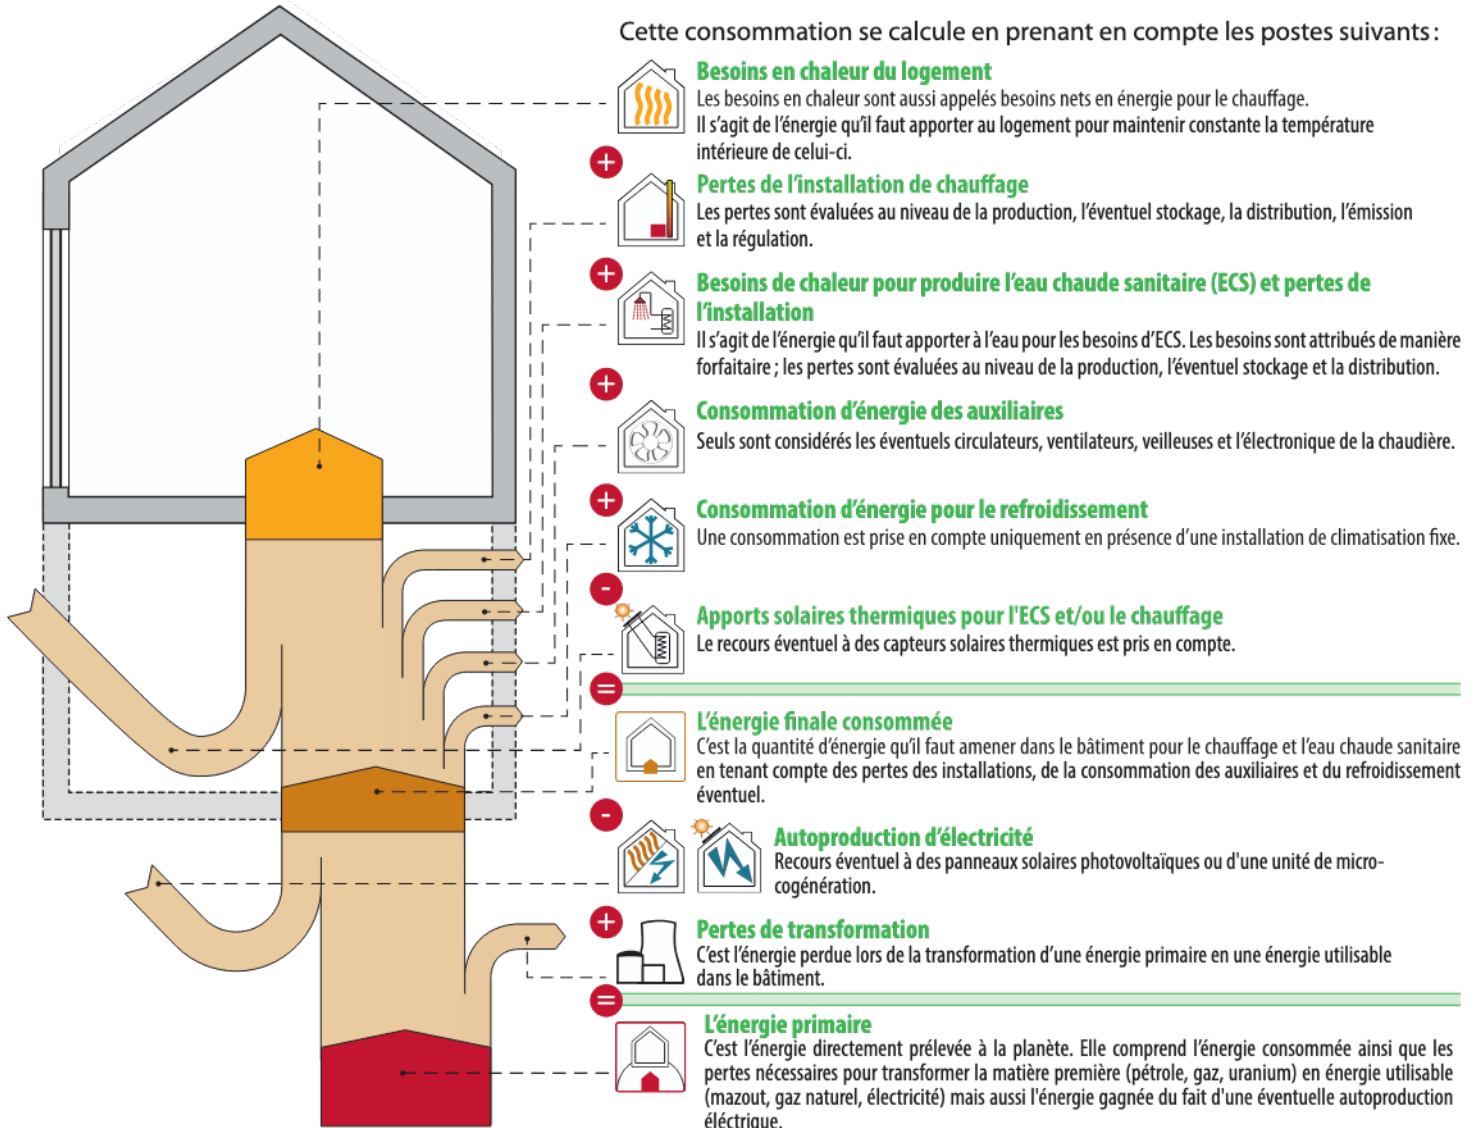 Cette consommation se calcule en prenant en compte les postes suivants :
Besoins en chaleur du logement
Les besoins en chaleur sont aussi appelés besoins nets en énergie pour le chauffage.
Il s’agit de l’énergie qu’il faut apporter au logement pour maintenir constante la température
intérieure de celui-ci.
+
Pertes de l’installation de chauffage
Les pertes sont évaluées au niveau de la production, l’éventuel stockage, la distribution, l’émission
et la régulation.
+
Besoins de chaleur pour produire l’eau chaude sanitaire (ECS) et pertes de
l’installation
Il s’agit de l’énergie qu’il faut apporter à l’eau pour les besoins d’ECS. Les besoins sont attribués de manière
forfaitaire ; les pertes sont évaluées au niveau de la production, l’éventuel stockage et la distribution.
+
Consommation d’énergie des auxiliaires
Seuls sont considérés les éventuels circulateurs, ventilateurs, veilleuses et l’électronique de la chaudière.
+
Consommation d’énergie pour le refroidissement
Une consommation est prise en compte uniquement en présence d’une installation de climatisation fixe.
-
Apports solaires thermiques pour l'ECS et/ou le chauffage
Le recours éventuel à des capteurs solaires thermiques est pris en compte.
=
L’énergie finale consommée
C’est la quantité d’énergie qu’il faut amener dans le bâtiment pour le chauffage et l’eau chaude sanitaire
en tenant compte des pertes des installations, de la consommation des auxiliaires et du refroidissement
éventuel.
-
Autoproduction d’électricité
Recours éventuel à des panneaux solaires photovoltaïques ou d'une unité de micro-
cogénération.
+
Pertes de transformation
C’est l’énergie perdue lors de la transformation d’une énergie primaire en une énergie utilisable
dans le bâtiment.
=
L’énergie primaire
C’est l’énergie directement prélevée à la planète. Elle comprend l’énergie consommée ainsi que les
pertes nécessaires pour transformer la matière première (pétrole, gaz, uranium) en énergie utilisable
(mazout, gaz naturel, électricité) mais aussi l'énergie gagnée du fait d'une éventuelle autoproduction
éléctrique.